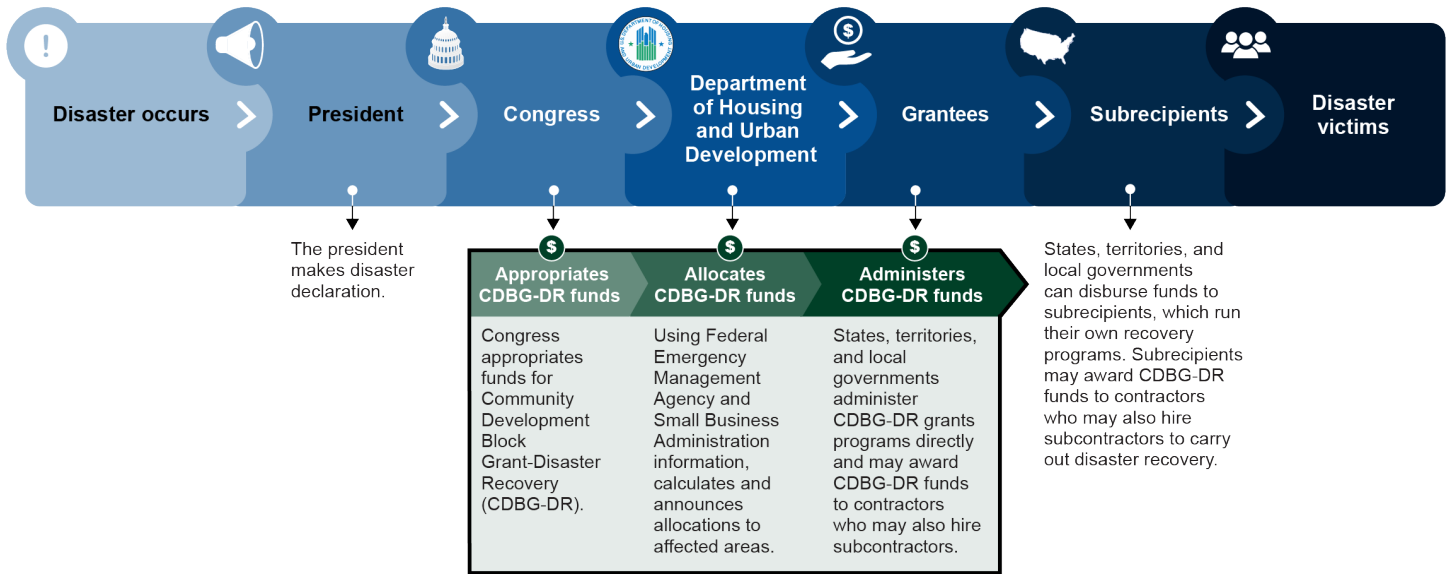 Disaster occurs
President
Congress
Department
of Housing
and Urban
Development
Grantees
Subrecipients
Disaster
victims
!
$
U.S. DEPARTMENT OF HOUSING
AND URBAN DEVELOPMENT
The president
makes disaster
declaration.
$
Appropriates
CDBG-DR funds
Congress
appropriates
funds for
Community
Development
Block
Grant-Disaster
Recovery
(CDBG-DR).
$
Allocates
CDBG-DR funds
Using Federal
Emergency
Management
Agency and
Small Business
Administration
information,
calculates and
announces
allocations to
affected areas.
$
Administers
CDBG-DR funds
States, territories,
and local
governments
administer
CDBG-DR grants
programs directly
and may award
CDBG-DR funds
to contractors
who may also hire
subcontractors.
States, territories, and
local governments
can disburse funds to
subrecipients, which run
their own recovery
programs. Subrecipients
may award CDBG-DR
funds to contractors
who may also hire
subcontractors to carry
out disaster recovery.